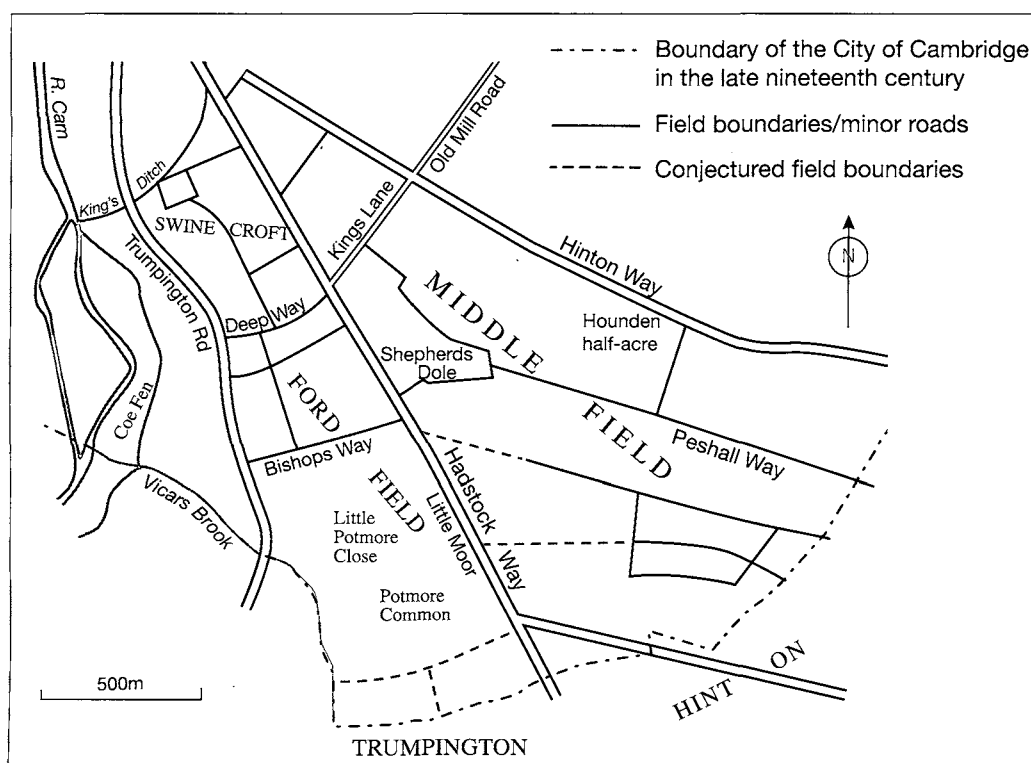 Boundary of the City of Cambridge
in the late nineteenth century
Field boundaries/minor roads
Conjectured field boundaries
R. Cam
King's Ditch
SWINE CROFT
Trumpington Rd
Kings Lane
Old Mill Road
Hinton Way
N
Deep Way
MIDDLE
FIELD
Hounden
half-acre
Shepherds
Dole
Coe Fen
FORD
FIELD
Bishops Way
Peshall Way
Vicars Brook
Hadstock Way
Little Moor
Little
Potmore
Close
Potmore
Common
500m
HINTON
TRUMPINGTON